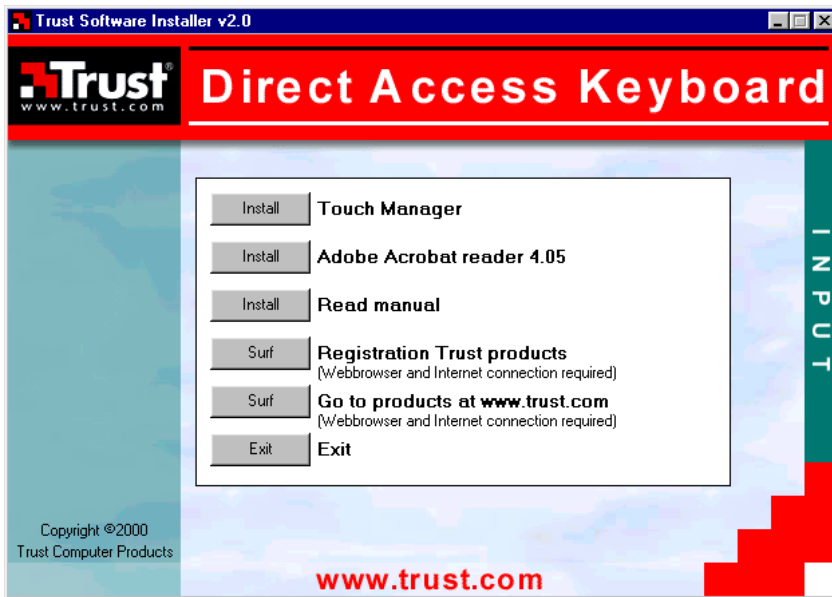 Trust Software Installer v2.0
Trust®
www.trust.com
Direct Access Keyboard
Install Touch Manager
Install Adobe Acrobat reader 4.05
Install Read manual
Surf Registration Trust products
(Webbrowser and Internet connection required)
Surf Go to products at www.trust.com
(Webbrowser and Internet connection required)
Exit Exit
INPUT
Copyright ©2000
Trust Computer Products
www.trust.com